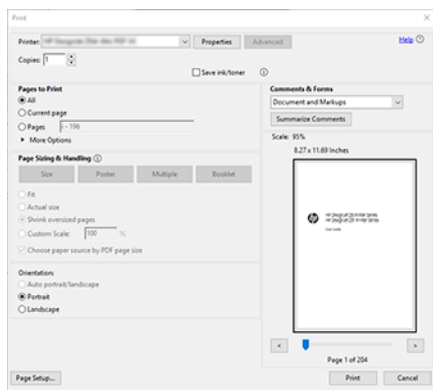 Print
Printer:
Properties
Advanced
Help
Copies: 1
Save ink/toner
Pages to Print
All
Current page
Pages - 196
More Options
Page Sizing & Handling
Size
Poster
Multiple
Booklet
Fit
Actual size
Shrink oversized pages
Custom Scale: 100 %
Choose paper source by PDF page size
Orientation:
Auto portrait/landscape
Portrait
Landscape
Comments & Forms
Document and Markups
Summarize Comments
Scale: 95%
8.27 x 11.69 Inches
hp
<
>
Page 1 of 204
Page Setup...
Print
Cancel